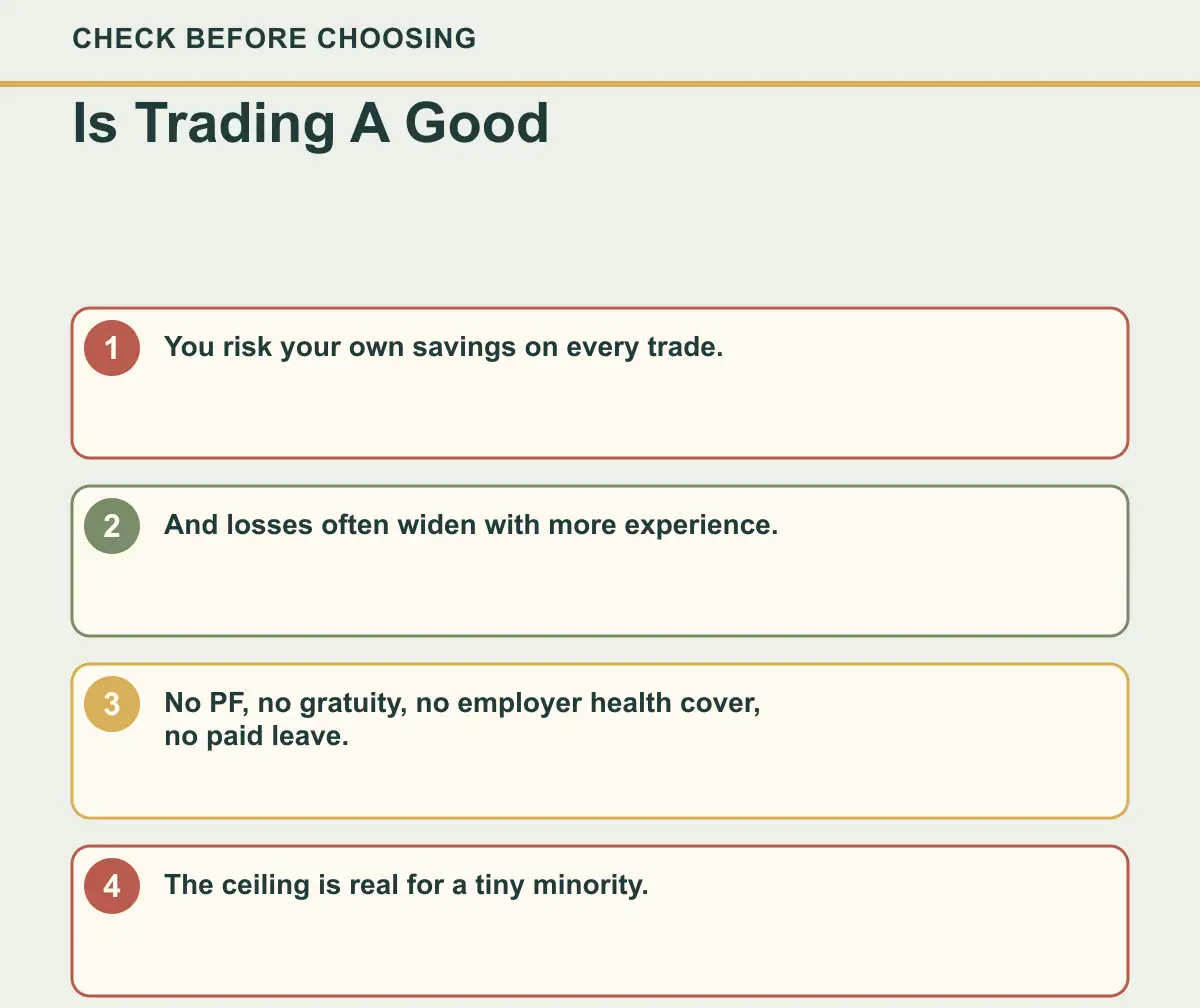 CHECK BEFORE CHOOSING
Is Trading A Good
1
You risk your own savings on every trade.
2
And losses often widen with more experience.
3
No PF, no gratuity, no employer health cover,
no paid leave.
4
The ceiling is real for a tiny minority.